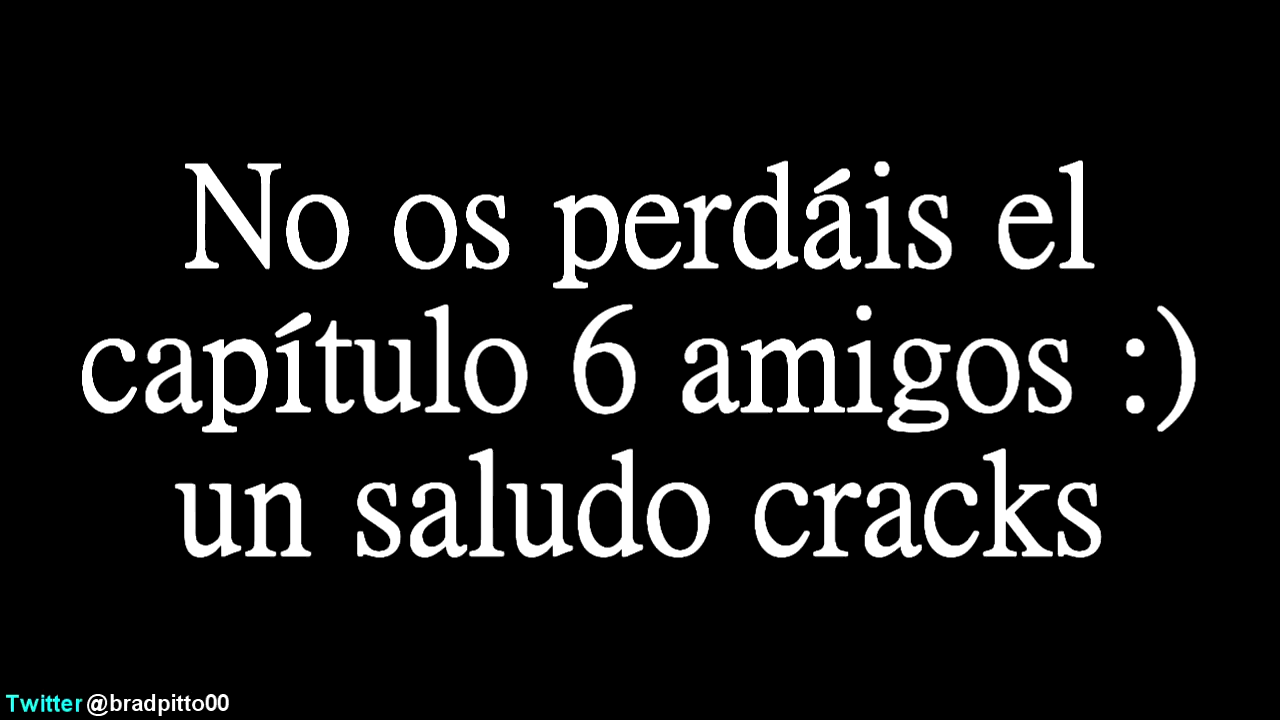 No os perdáis el
capítulo 6 amigos :)
un saludo cracks
Twitter @bradpitto00